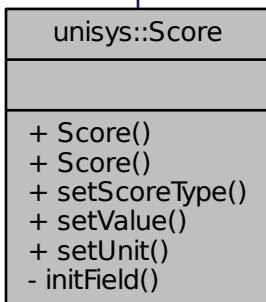 unisys::Score
+ Score()
+ Score()
+ setScoreType()
+ setValue()
+ setUnit()
- initField()